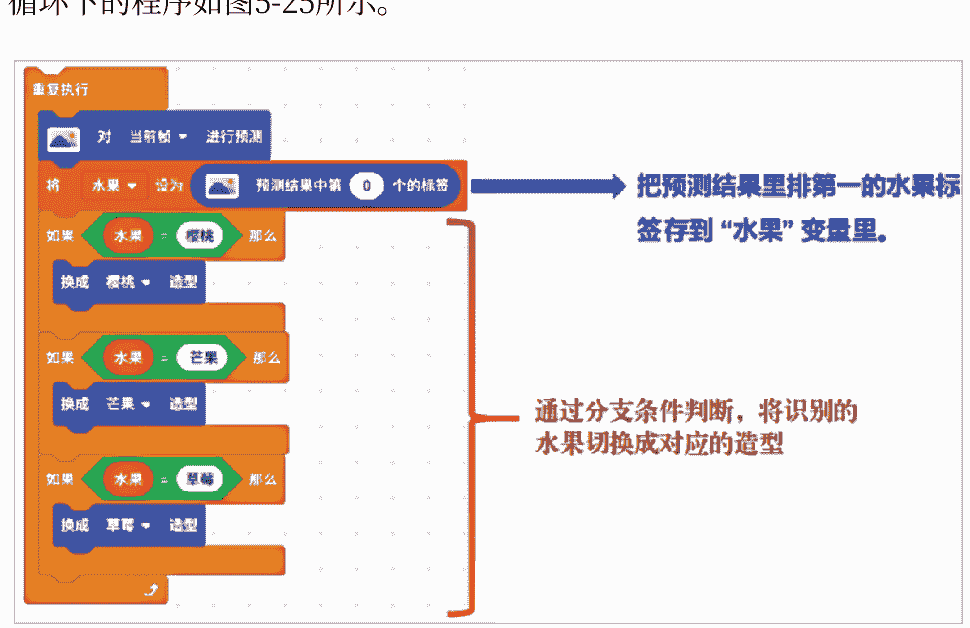 循环下的程序如图5-25所示。
重复执行
对 当前帧 进行预测
将 水果 设为 预测结果中第 0 个的标签
把预测结果里排第一的水果标
签存到“水果”变量里。
如果 水果 = 樱桃 那么
换成 樱桃 造型
如果 水果 = 芒果 那么
换成 芒果 造型
通过分支条件判断，将识别的
水果切换成对应的造型
如果 水果 = 草莓 那么
换成 草莓 造型